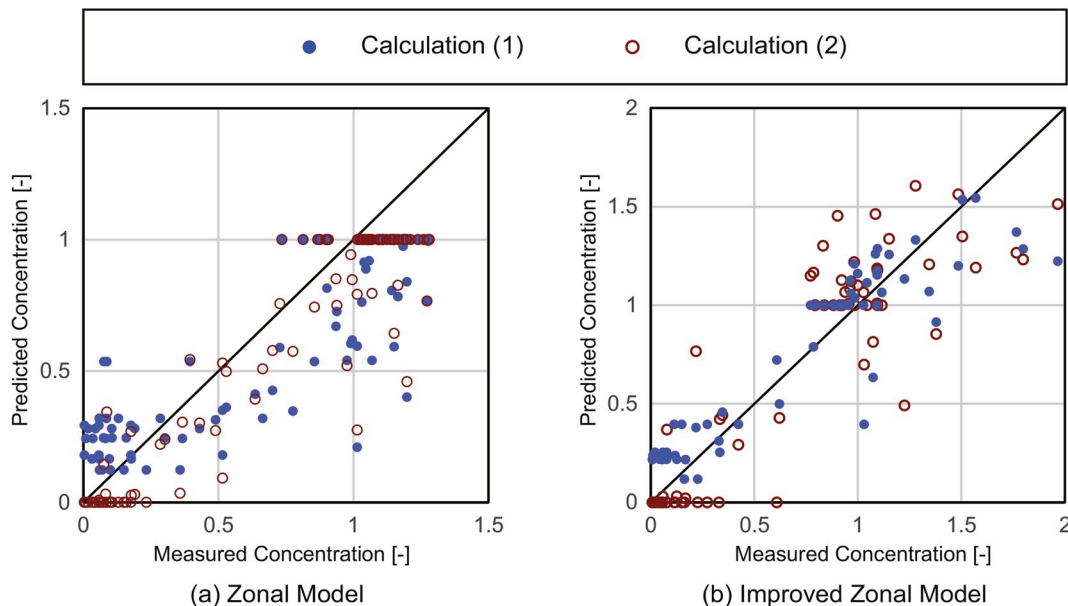 Calculation (1) Calculation (2)
1.5
1
0.5
0
0 0.5 1 1.5
Predicted Concentration [-]
Measured Concentration [-]
(a) Zonal Model
2
1.5
1
0.5
0
0 0.5 1 1.5 2
Predicted Concentration [-]
Measured Concentration [-]
(b) Improved Zonal Model